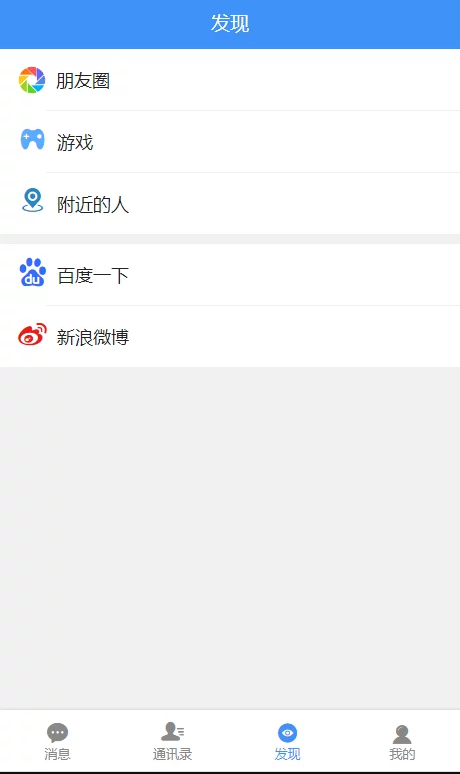 发现
朋友圈
游戏
附近的人
du
百度一下
新浪微博
消息
通讯录
发现
我的